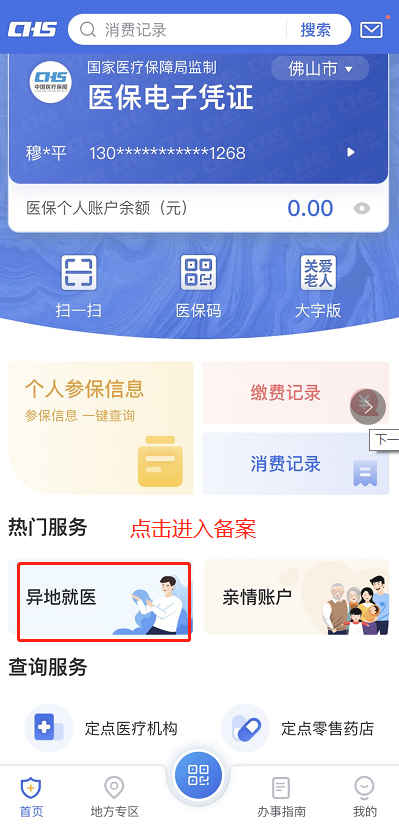 CHS 消费记录 搜索
CHS
中国医疗保障
国家医疗保障局监制
佛山市
医保电子凭证
穆*平 130***********1268
医保个人账户余额（元） 0.00
关爱
老人
扫一扫 医保码 大字版
个人参保信息
参保信息 一键查询
缴费记录
下一
消费记录
热门服务
点击进入备案
异地就医 亲情账户
查询服务
定点医疗机构 定点零售药店
首页 地方专区 办事指南 我的